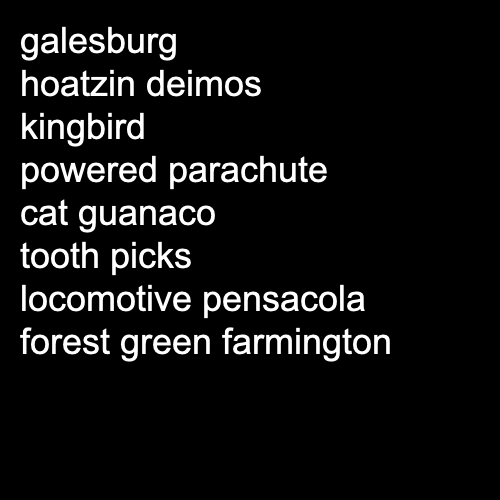 galesburg
hoatzin deimos
kingbird
powered parachute
cat guanaco
tooth picks
locomotive pensacola
forest green farmington